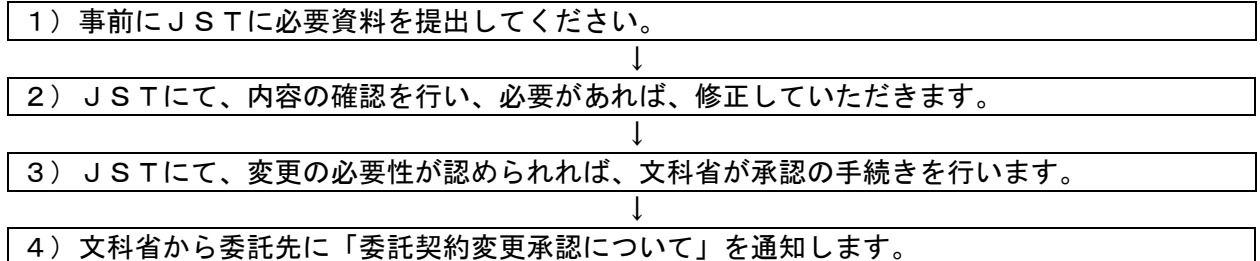 １）事前にＪＳＴに必要資料を提出してください。
↓
２）ＪＳＴにて、内容の確認を行い、必要があれば、修正していただきます。
↓
３）ＪＳＴにて、変更の必要性が認められれば、文科省が承認の手続きを行います。
↓
４）文科省から委託先に「委託契約変更承認について」を通知します。